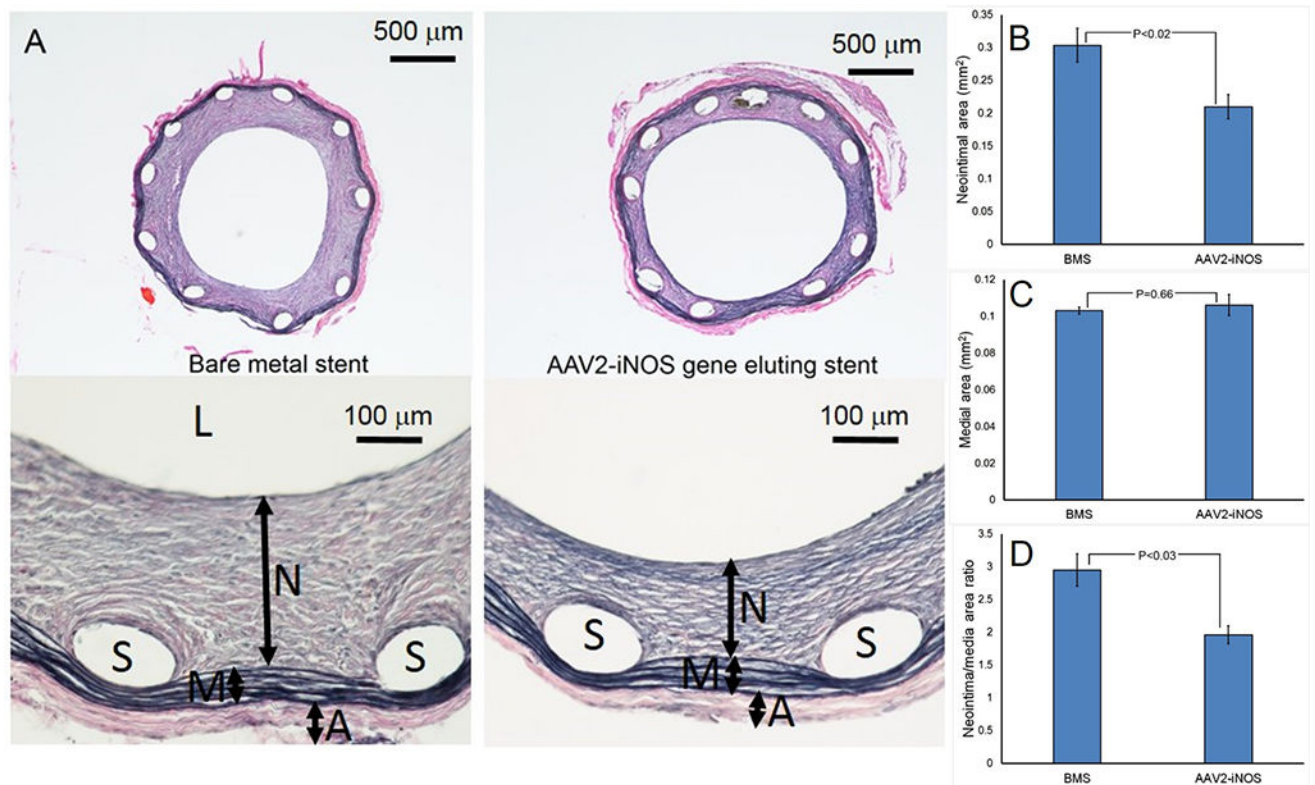 A
500 μm
Bare metal stent
500 μm
AAV2-iNOS gene eluting stent
L
100 μm
N
S
S
M
A
100 μm
N
S
S
M
A
B
Neointimal area (mm²)
0.35
0.3
0.25
0.2
0.15
0.1
0.05
0
P<0.02
BMS
AAV2-iNOS
C
Medial area (mm²)
0.12
0.1
0.08
0.06
0.04
0.02
0
P=0.66
BMS
AAV2-iNOS
D
Neointima/media area ratio
3.5
3
2.5
2
1.5
1
0.5
0
P<0.03
BMS
AAV2-iNOS